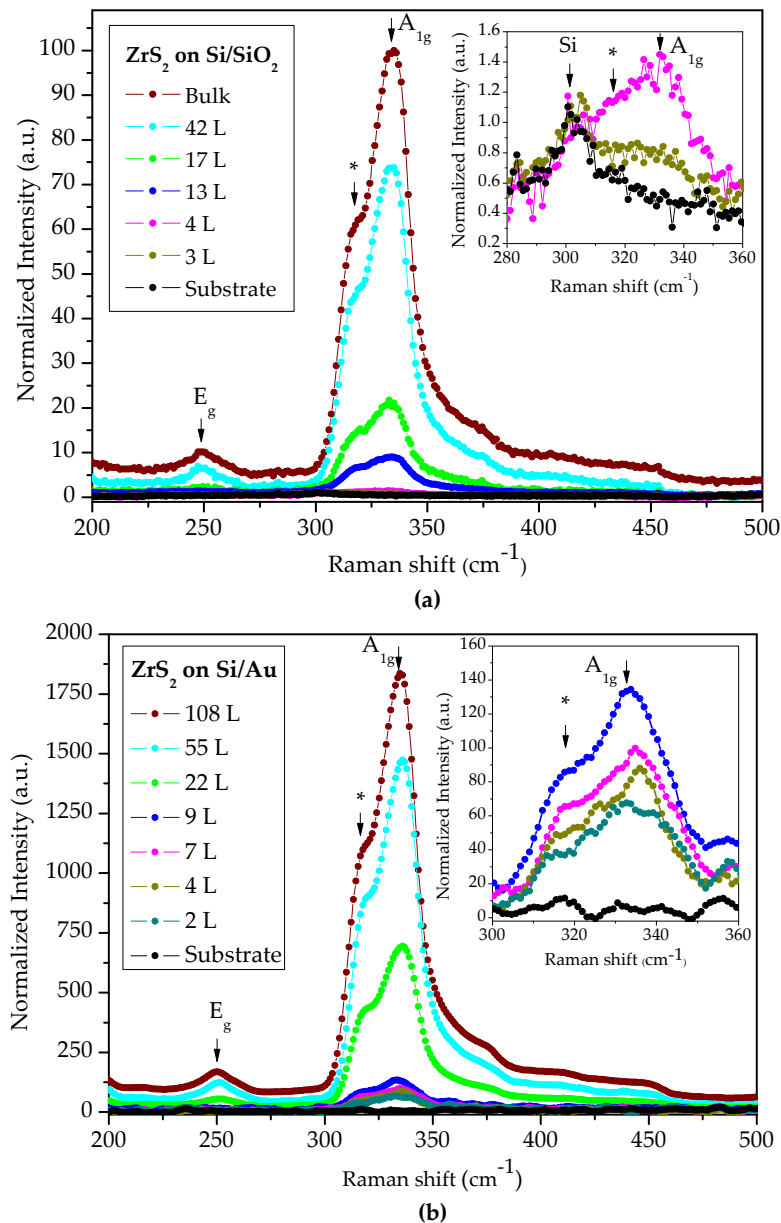 ZrS2 on Si/SiO2
Bulk
42 L
17 L
13 L
4 L
3 L
Substrate
A1g
*
Eg
100
90
80
70
60
50
40
30
20
10
0
Normalized Intensity (a.u.)
200 250 300 350 400 450 500
Raman shift (cm-1)
Si
*
A1g
1.6
1.4
1.2
1.0
0.8
0.6
0.4
0.2
Normalized Intensity (a.u.)
280 300 320 340 360
Raman shift (cm-1)
(a)
ZrS2 on Si/Au
108 L
55 L
22 L
9 L
7 L
4 L
2 L
Substrate
A1g
*
Eg
2000
1750
1500
1250
1000
750
500
250
0
Normalized Intensity (a.u.)
200 250 300 350 400 450 500
Raman shift (cm-1)
A1g
*
160
140
120
100
80
60
40
20
0
Normalized Intensity (a.u.)
300 320 340 360
Raman shift (cm-1)
(b)